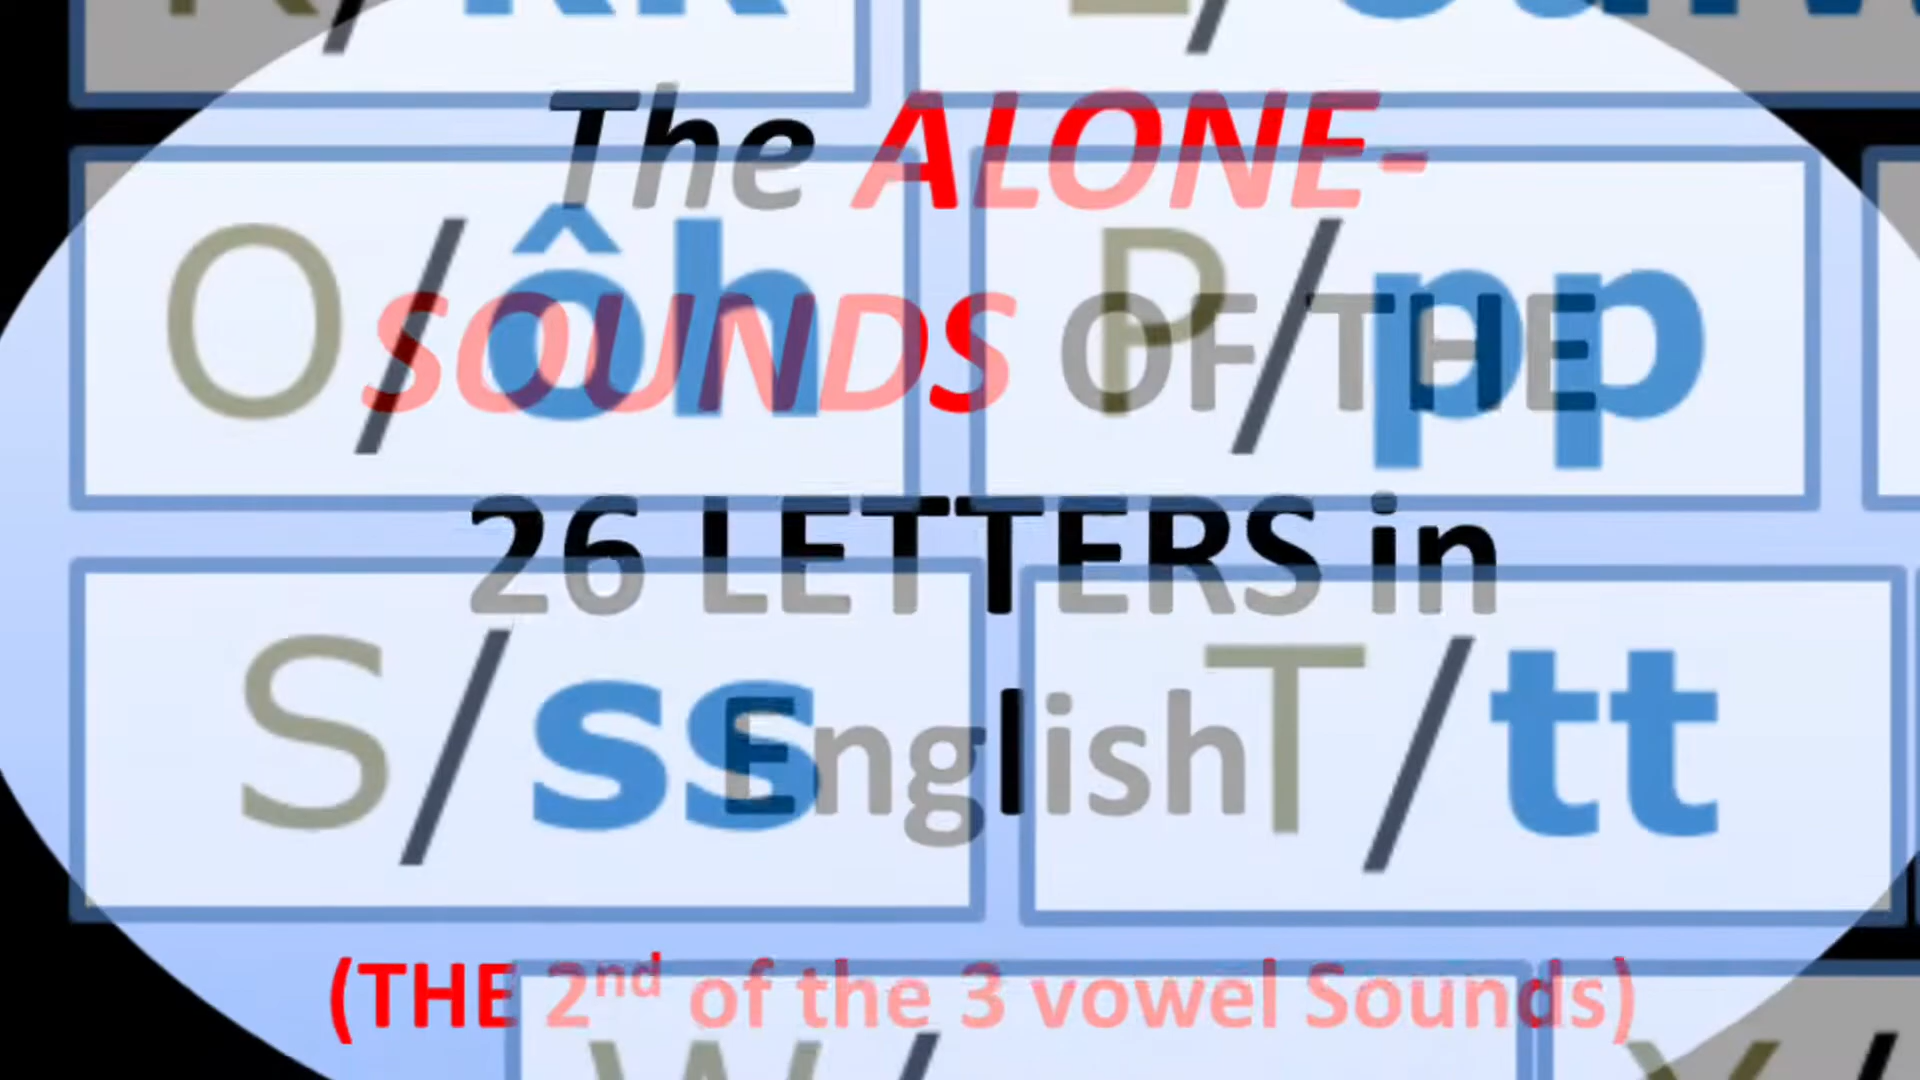 The ALONE-
SOUNDS OF THE
26 LETTERS in
English
(THE 2nd of the 3 vowel Sounds)
O/ôh
P/pp
S/ss
T/tt